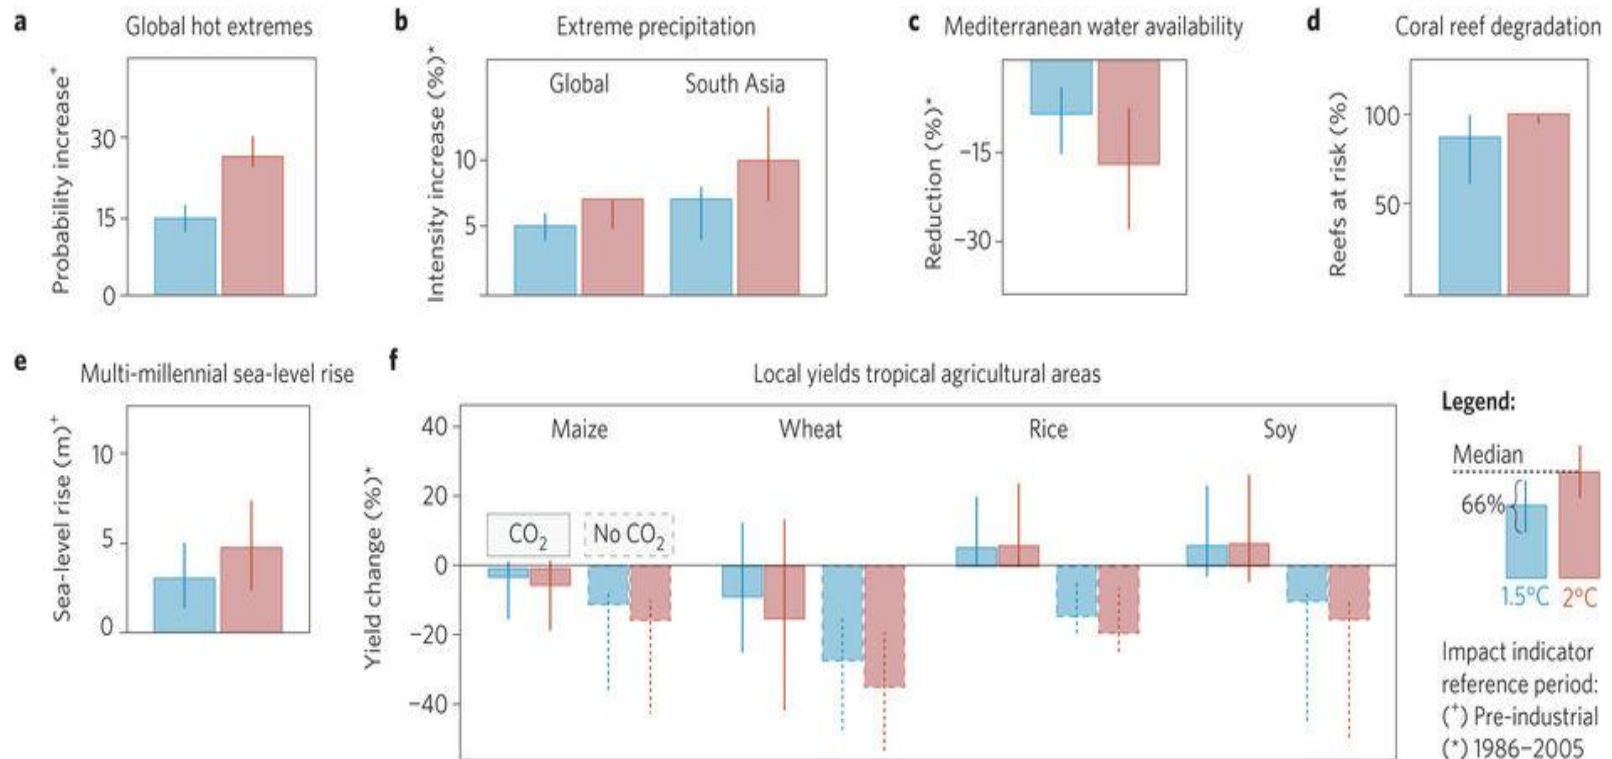 a Global hot extremes
Probability increase⁺
30
15
0
b Extreme precipitation
Intensity increase (%)*
Global South Asia
10
5
c Mediterranean water availability
Reduction (%)*
−15
−30
d Coral reef degradation
Reefs at risk (%)
100
50
e Multi-millennial sea-level rise
Sea-level rise (m)⁺
10
5
0
f Local yields tropical agricultural areas
Yield change (%)*
Maize Wheat Rice Soy
40
20
CO₂ No CO₂
0
−20
−40
Legend:
Median
66%
1.5°C 2°C
Impact indicator
reference period:
(⁺) Pre-industrial
(*) 1986–2005